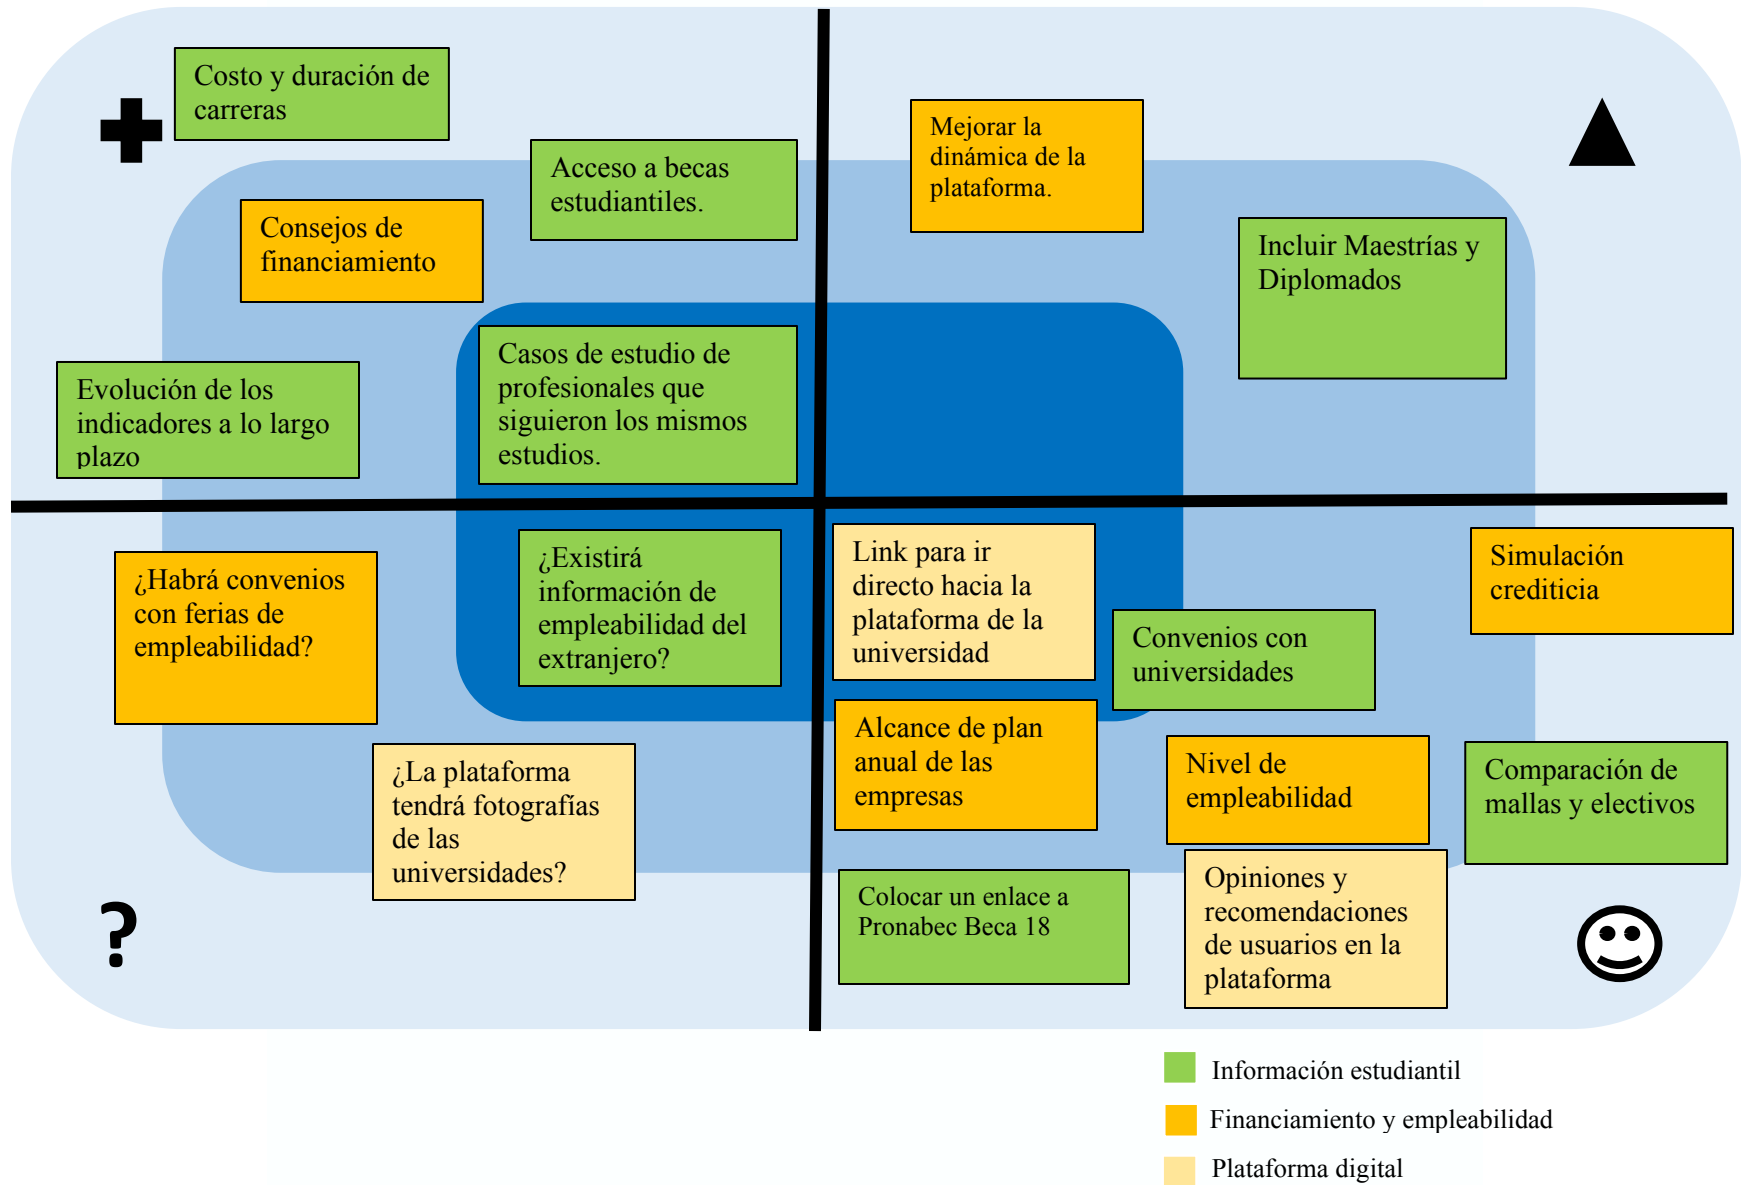 Costo y duración de
carreras
Acceso a becas
estudiantiles.
Consejos de
financiamiento
Evolución de los
indicadores a lo largo
plazo
Casos de estudio de
profesionales que
siguieron los mismos
estudios.
Mejorar la
dinámica de la
plataforma.
Incluir Maestrías y
Diplomados
¿Habrá convenios
con ferias de
empleabilidad?
¿Existirá
información de
empleabilidad del
extranjero?
¿La plataforma
tendrá fotografías
de las
universidades?
?
Link para ir
directo hacia la
plataforma de la
universidad
Simulación
crediticia
Convenios con
universidades
Alcance de plan
anual de las
empresas
Nivel de
empleabilidad
Comparación de
mallas y electivos
Colocar un enlace a
Pronabec Beca 18
Opiniones y
recomendaciones
de usuarios en la
plataforma
Información estudiantil
Financiamiento y empleabilidad
Plataforma digital